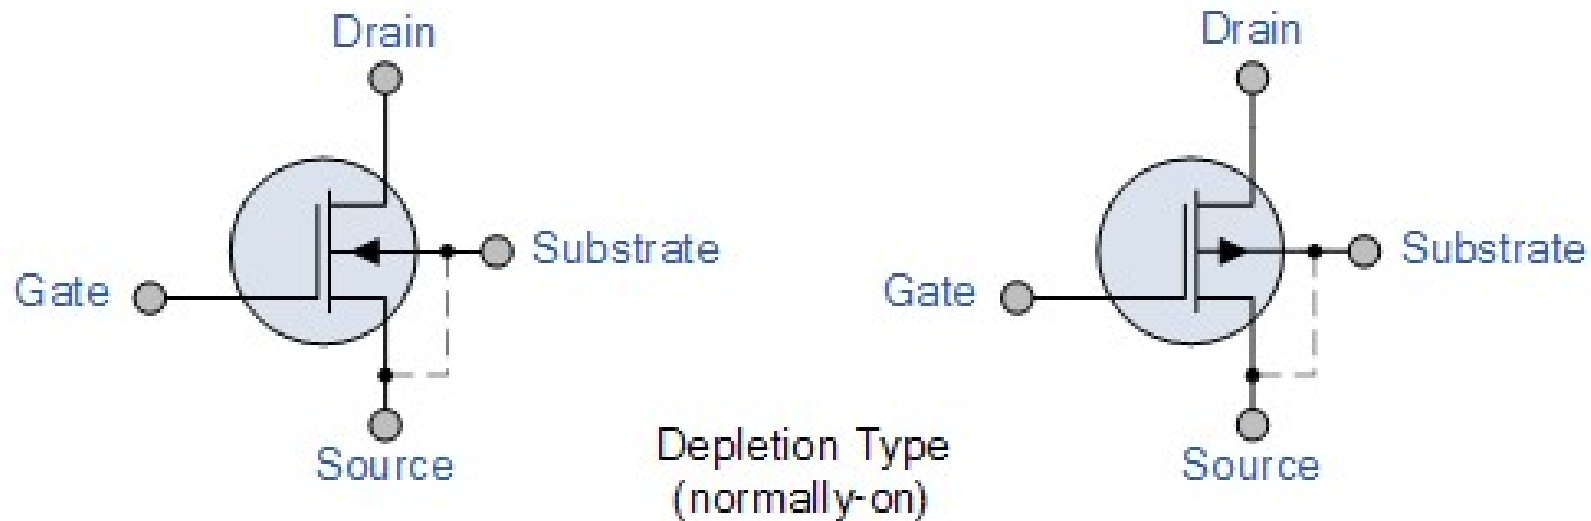 Drain
Drain
Substrate
Substrate
Gate
Gate
Source
Source
Depletion Type
(normally-on)